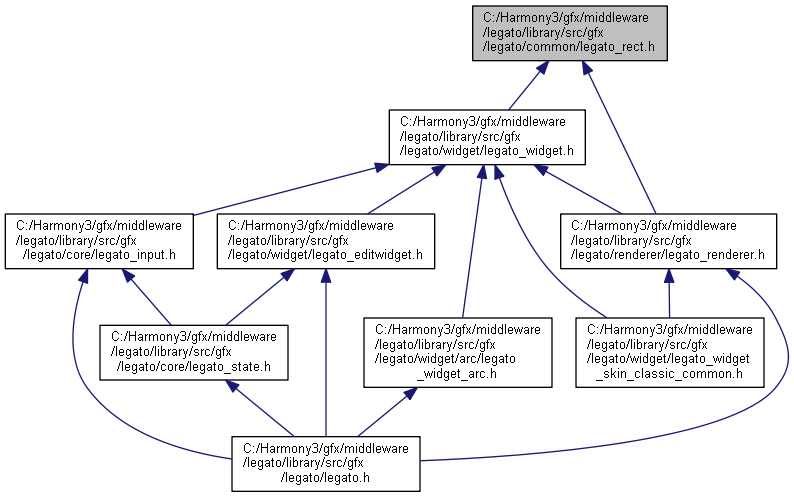 C:/Harmony3/gfx/middleware
/legato/library/src/gfx
/legato/common/legato_rect.h
C:/Harmony3/gfx/middleware
/legato/library/src/gfx
/legato/widget/legato_widget.h
C:/Harmony3/gfx/middleware
/legato/library/src/gfx
/legato/core/legato_input.h
C:/Harmony3/gfx/middleware
/legato/library/src/gfx
/legato/widget/legato_editwidget.h
C:/Harmony3/gfx/middleware
/legato/library/src/gfx
/legato/renderer/legato_renderer.h
C:/Harmony3/gfx/middleware
/legato/library/src/gfx
/legato/core/legato_state.h
C:/Harmony3/gfx/middleware
/legato/library/src/gfx
/legato/widget/arc/legato
_widget_arc.h
C:/Harmony3/gfx/middleware
/legato/library/src/gfx
/legato/widget/legato_widget
_skin_classic_common.h
C:/Harmony3/gfx/middleware
/legato/library/src/gfx
/legato/legato.h